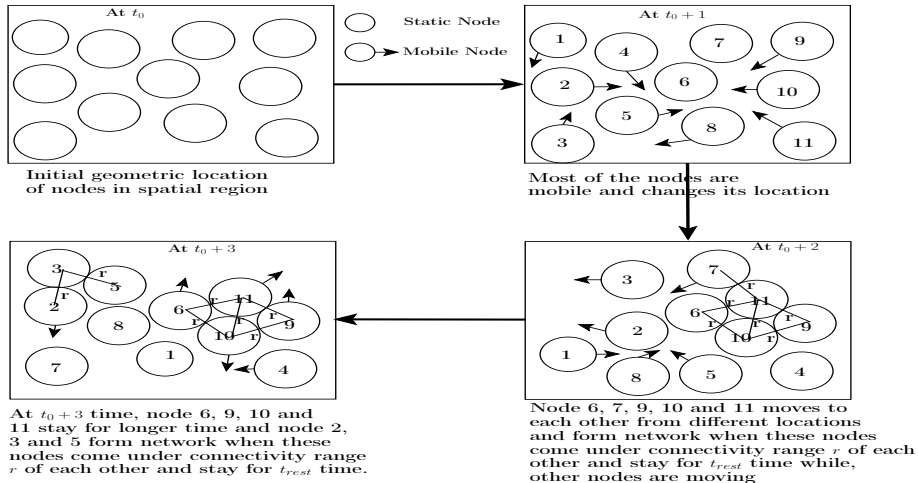 At t0
Static Node
Mobile Node
Initial geometric location
of nodes in spatial region
At t0 + 1
1
4
7
9
2
6
10
5
8
3
11
Most of the nodes are
mobile and changes its location
At t0 + 3
3
r
5
r
2
8
7
1
6
r
11
r
r
r
9
r
10
4
At t0 + 3 time, node 6, 9, 10 and
11 stay for longer time and node 2,
3 and 5 form network when these
nodes come under connectivity range
r of each other and stay for trest time.
At t0 + 2
7
3
r
11
6
r
r
r
9
r
r
10
2
1
8
5
4
Node 6, 7, 9, 10 and 11 moves to
each other from different locations
and form network when these nodes
come under connectivity range r of each
other and stay for trest time while,
other nodes are moving